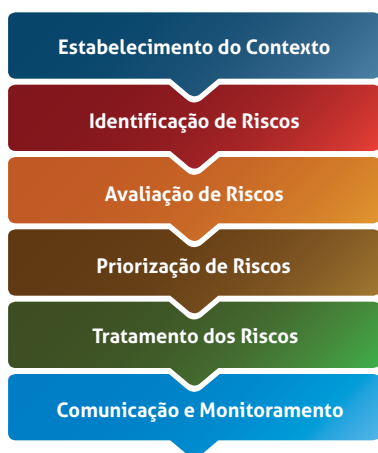 Estabelecimento do Contexto
Identificação de Riscos
Avaliação de Riscos
Priorização de Riscos
Tratamento dos Riscos
Comunicação e Monitoramento